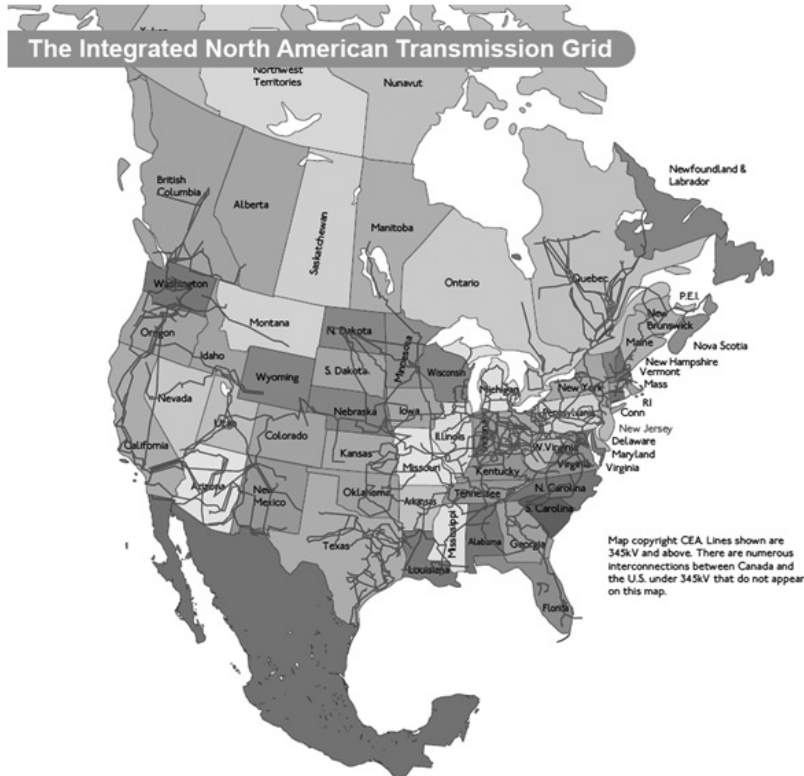 The Integrated North American Transmission Grid
Northwest
Territories
Nunavut
Newfoundland &
Labrador
British
Columbia
Alberta
Saskatchewan
Manitoba
Ontario
Quebec
P.E.I.
New
Brunswick
Nova Scotia
Maine
New Hampshire
Vermont
Mass
RI
Conn
New Jersey
Delaware
Maryland
Virginia
Washington
Oregon
Idaho
Montana
N. Dakota
S. Dakota
Minnesota
Wisconsin
Michigan
New York
Pennsylvania
Wyoming
Nebraska
Iowa
Illinois
W. Virginia
Virginia
Nevada
Utah
Colorado
Kansas
Missouri
Kentucky
California
Arizona
New
Mexico
Oklahoma
Arkansas
Tennessee
N. Carolina
S. Carolina
Texas
Louisiana
Mississippi
Alabama
Georgia
Florida
Map copyright CEA. Lines shown are
345kV and above. There are numerous
interconnections between Canada and
the U.S. under 345kV that do not appear
on this map.